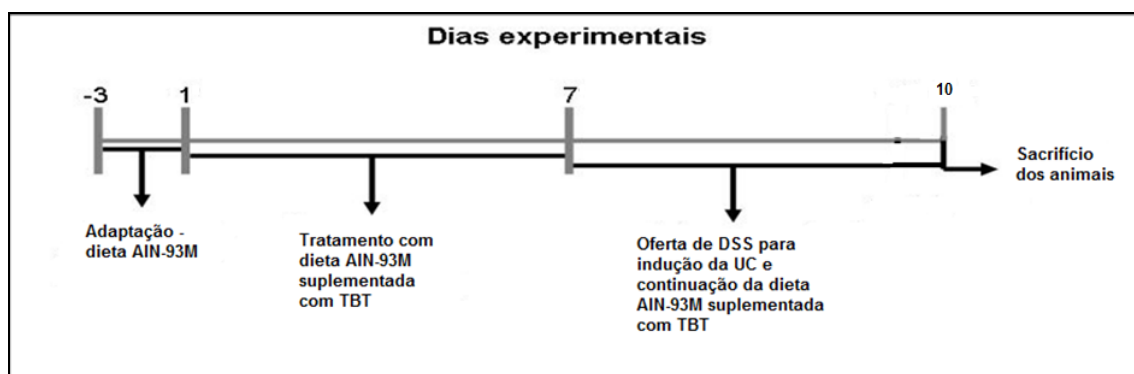 Dias experimentais
-3
1
7
10
Sacrifício
dos animais
Adaptação -
dieta AIN-93M
Tratamento com
dieta AIN-93M
suplementada
com TBT
Oferta de DSS para
indução da UC e
continuação da dieta
AIN-93M suplementada
com TBT